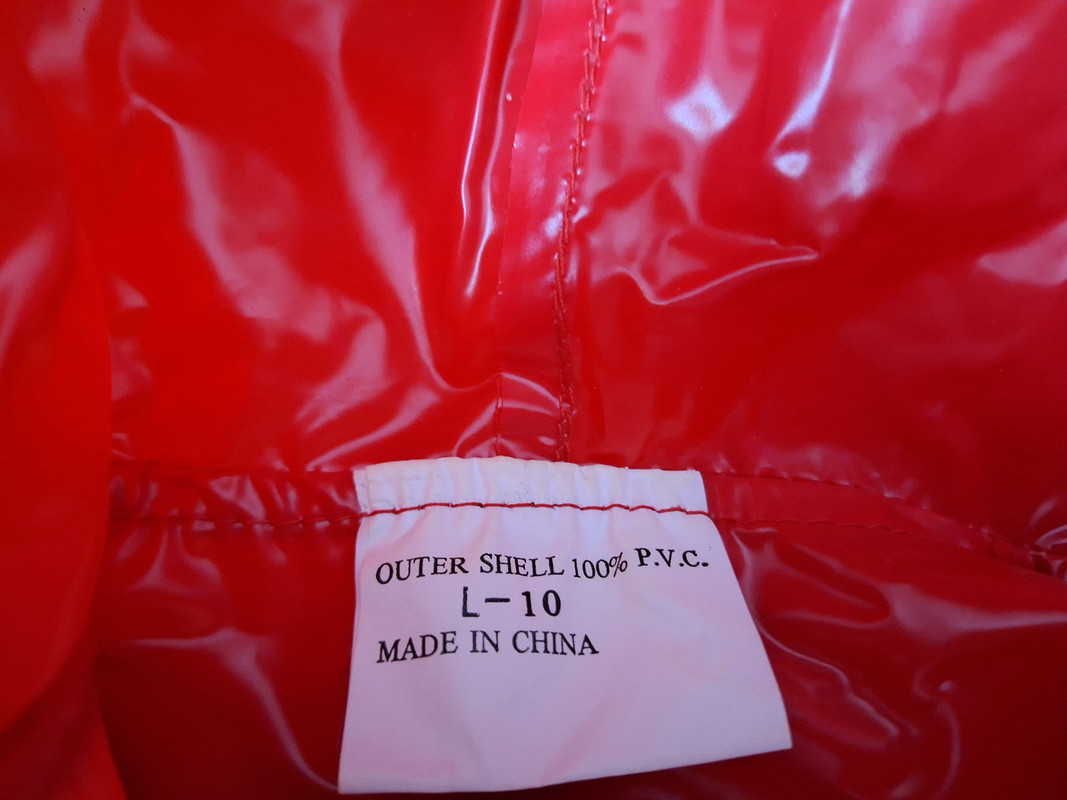 OUTER SHELL 100% P.V.C.
L-10
MADE IN CHINA